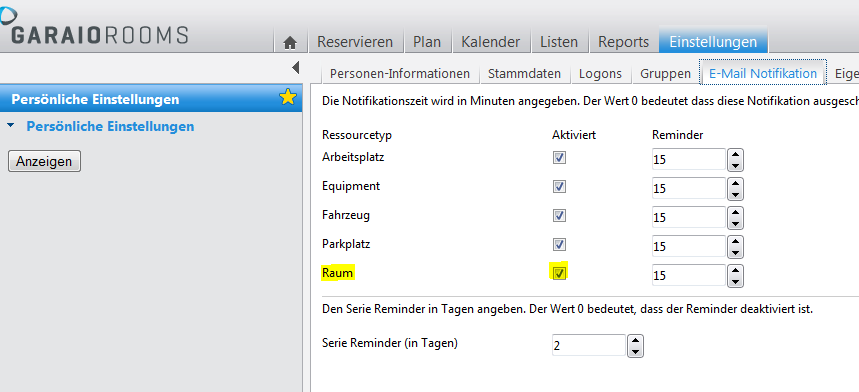 GARAIOROOMS
Reservieren Plan Kalender Listen Reports Einstellungen
Personen-Informationen Stammdaten Logons Gruppen E-Mail Notifikation Eige
Persönliche Einstellungen
Persönliche Einstellungen
Anzeigen
Die Notifikationszeit wird in Minuten angegeben. Der Wert 0 bedeutet dass diese Notifikation ausgesch
Ressourcetyp Aktiviert Reminder
Arbeitsplatz 15
Equipment 15
Fahrzeug 15
Parkplatz 15
Raum 15
Den Serie Reminder in Tagen angeben. Der Wert 0 bedeutet, dass der Reminder deaktiviert ist.
Serie Reminder (in Tagen) 2